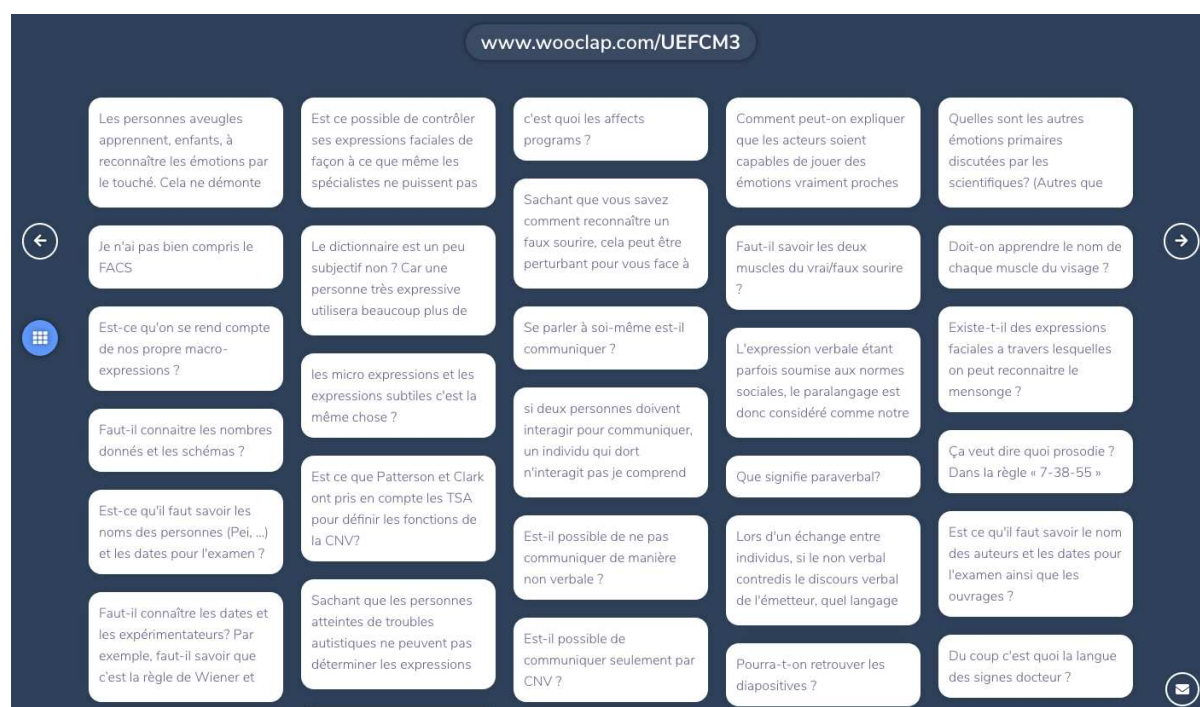 www.wooclap.com/UEFCM3
Les personnes aveugles
apprennent, enfants, à
reconnaître les émotions par
le touché. Cela ne démonte
Je n'ai pas bien compris le
FACS
Est-ce qu'on se rend compte
de nos propre macro-
expressions ?
Faut-il connaitre les nombres
donnés et les schémas ?
Est-ce qu'il faut savoir les
noms des personnes (Pei, ...)
et les dates pour l'examen ?
Faut-il connaître les dates et
les expérimentateurs? Par
exemple, faut-il savoir que
c'est la règle de Wiener et
Est ce possible de contrôler
ses expressions faciales de
façon à ce que même les
spécialistes ne puissent pas
Le dictionnaire est un peu
subjectif non ? Car une
personne très expressive
utilisera beaucoup plus de
les micro expressions et les
expressions subtiles c'est la
même chose ?
Est ce que Patterson et Clark
ont pris en compte les TSA
pour définir les fonctions de
la CNV?
Sachant que les personnes
atteintes de troubles
autistiques ne peuvent pas
déterminer les expressions
c'est quoi les affects
programs ?
Sachant que vous savez
comment reconnaître un
faux sourire, cela peut être
perturbant pour vous face à
Se parler à soi-même est-il
communiquer ?
si deux personnes doivent
interagir pour communiquer,
un individu qui dort
n'interagit pas je comprend
Est-il possible de ne pas
communiquer de manière
non verbale ?
Est-il possible de
communiquer seulement par
CNV ?
Comment peut-on expliquer
que les acteurs soient
capables de jouer des
émotions vraiment proches
Faut-il savoir les deux
muscles du vrai/faux sourire
?
L'expression verbale étant
parfois soumise aux normes
sociales, le paralangage est
donc considéré comme notre
Que signifie paraverbal?
Lors d'un échange entre
individus, si le non verbal
contredis le discours verbal
de l'émetteur, quel langage
Pourra-t-on retrouver les
diapositives ?
Quelles sont les autres
émotions primaires
discutées par les
scientifiques? (Autres que
Doit-on apprendre le nom de
chaque muscle du visage ?
Existe-t-il des expressions
faciales a travers lesquelles
on peut reconnaitre le
mensonge ?
Ça veut dire quoi prosodie ?
Dans la règle « 7-38-55 »
Est ce qu'il faut savoir le nom
des auteurs et les dates pour
l'examen ainsi que les
ouvrages ?
Du coup c'est quoi la langue
des signes docteur ?